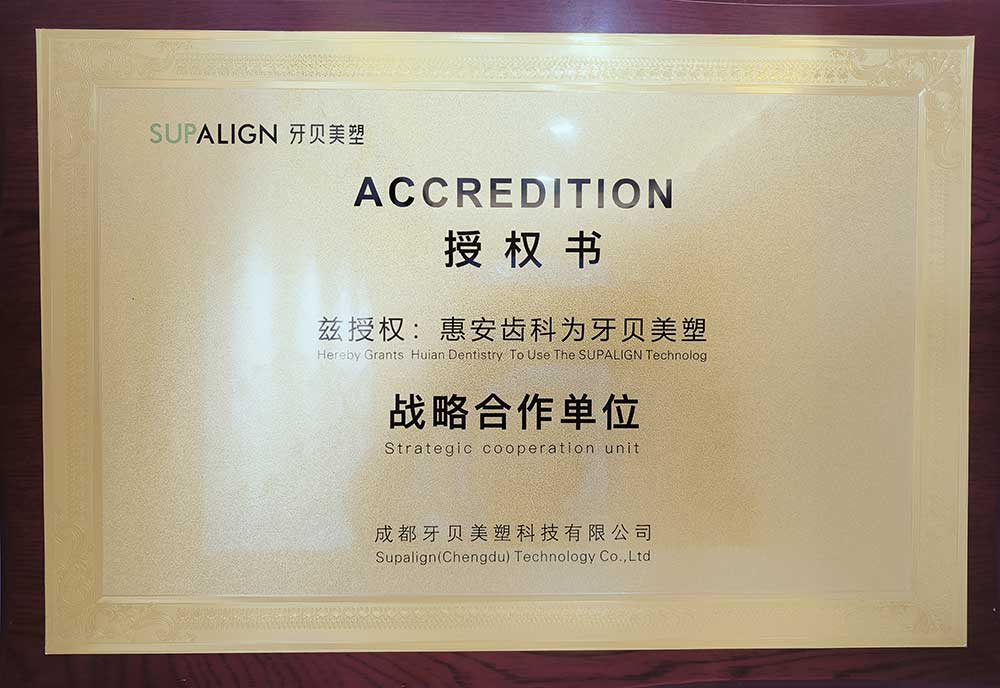 SUPALIGN 牙贝美塑
ACCREDITION
授权书
兹授权：惠安齿科为牙贝美塑
Hereby Grants Huian Dentistry To Use The SUPALIGN Technolog
战略合作单位
Strategic cooperation unit
成都牙贝美塑科技有限公司
Supalign(Chengdu) Technology Co.,Ltd